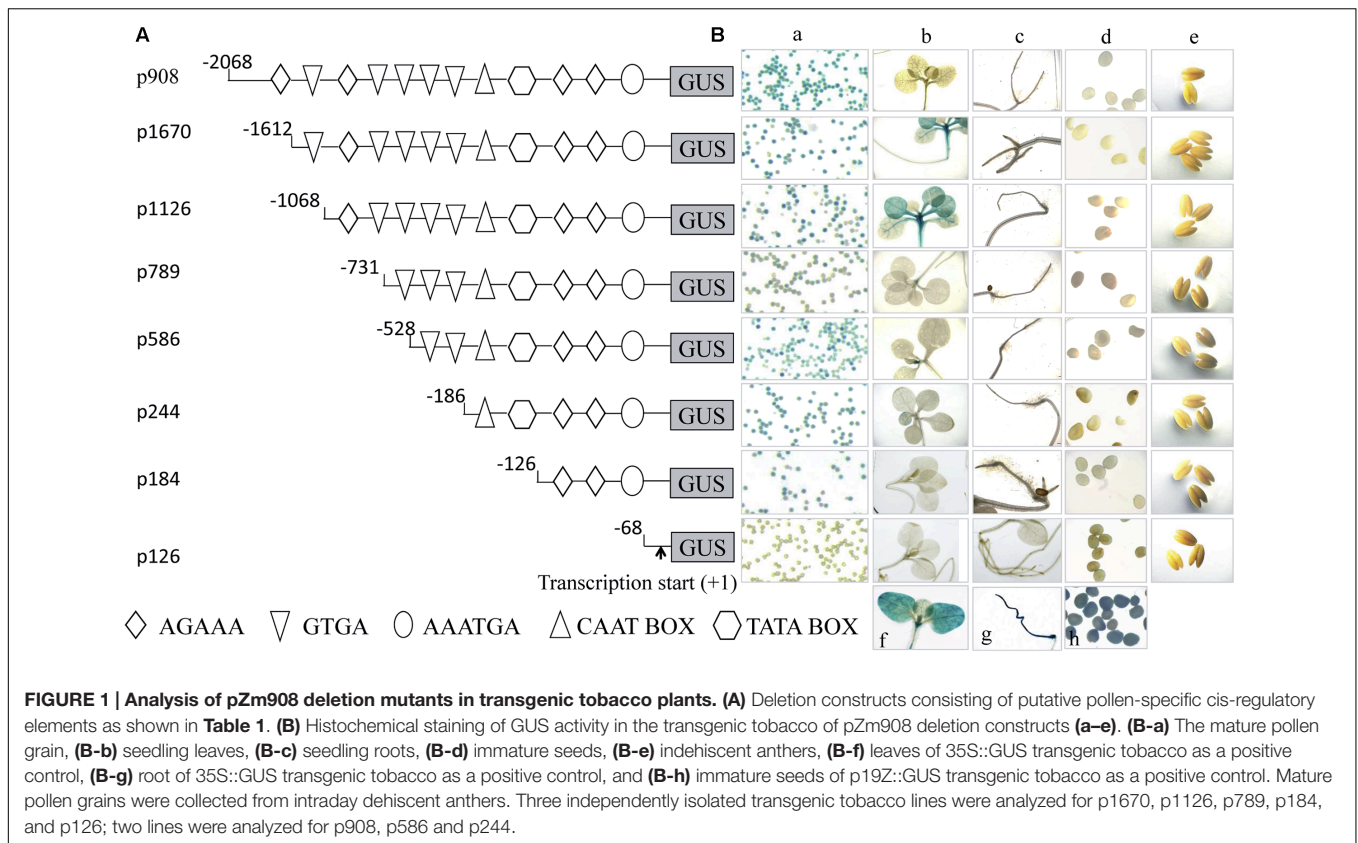 A B a b c d e
p908 -2068 GUS
p1670 -1612 GUS
p1126 -1068 GUS
p789 -731 GUS
p586 -528 GUS
p244 -186 GUS
p184 -126 GUS
p126 -68 GUS
Transcription start (+1)
AGAAA GTGA AAATGA CAAT BOX TATA BOX
f g h
FIGURE 1 | Analysis of pZm908 deletion mutants in transgenic tobacco plants. (A) Deletion constructs consisting of putative pollen-specific cis-regulatory
elements as shown in Table 1. (B) Histochemical staining of GUS activity in the transgenic tobacco of pZm908 deletion constructs (a–e). (B-a) The mature pollen
grain, (B-b) seedling leaves, (B-c) seedling roots, (B-d) immature seeds, (B-e) indehiscent anthers, (B-f) leaves of 35S::GUS transgenic tobacco as a positive
control, (B-g) root of 35S::GUS transgenic tobacco as a positive control, and (B-h) immature seeds of p19Z::GUS transgenic tobacco as a positive control. Mature
pollen grains were collected from intraday dehiscent anthers. Three independently isolated transgenic tobacco lines were analyzed for p1670, p1126, p789, p184,
and p126; two lines were analyzed for p908, p586 and p244.